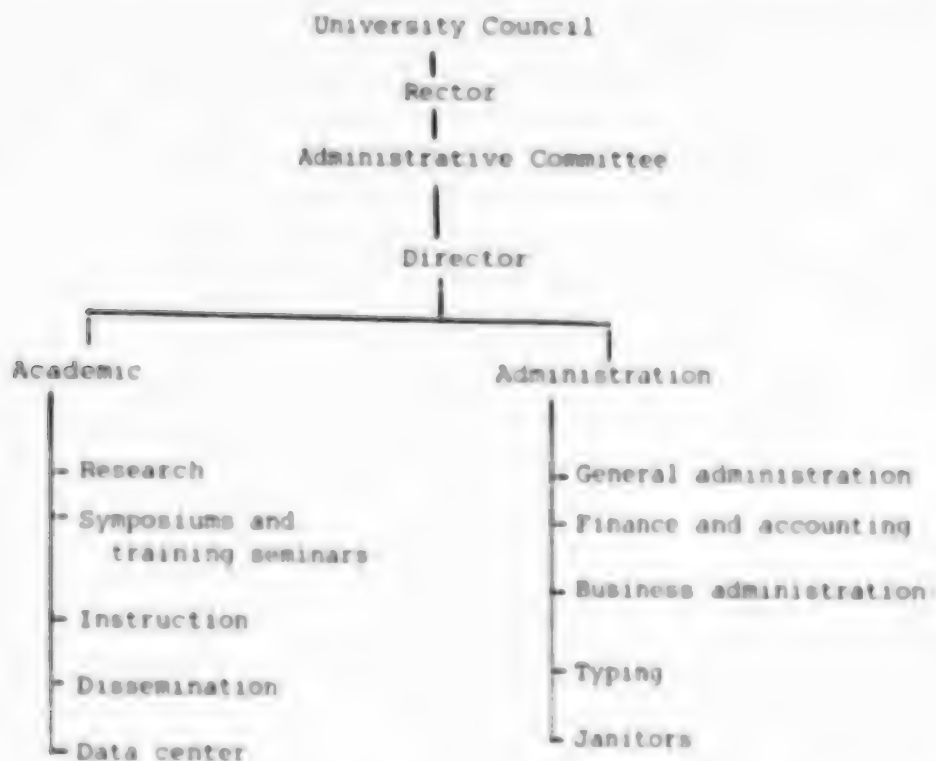 University Council
Rector
Administrative Committee
Director
Academic
Research
Symposiums and
training seminars
Instruction
Dissemination
Data center
Administration
General administration
Finance and accounting
Business administration
Typing
Janitors